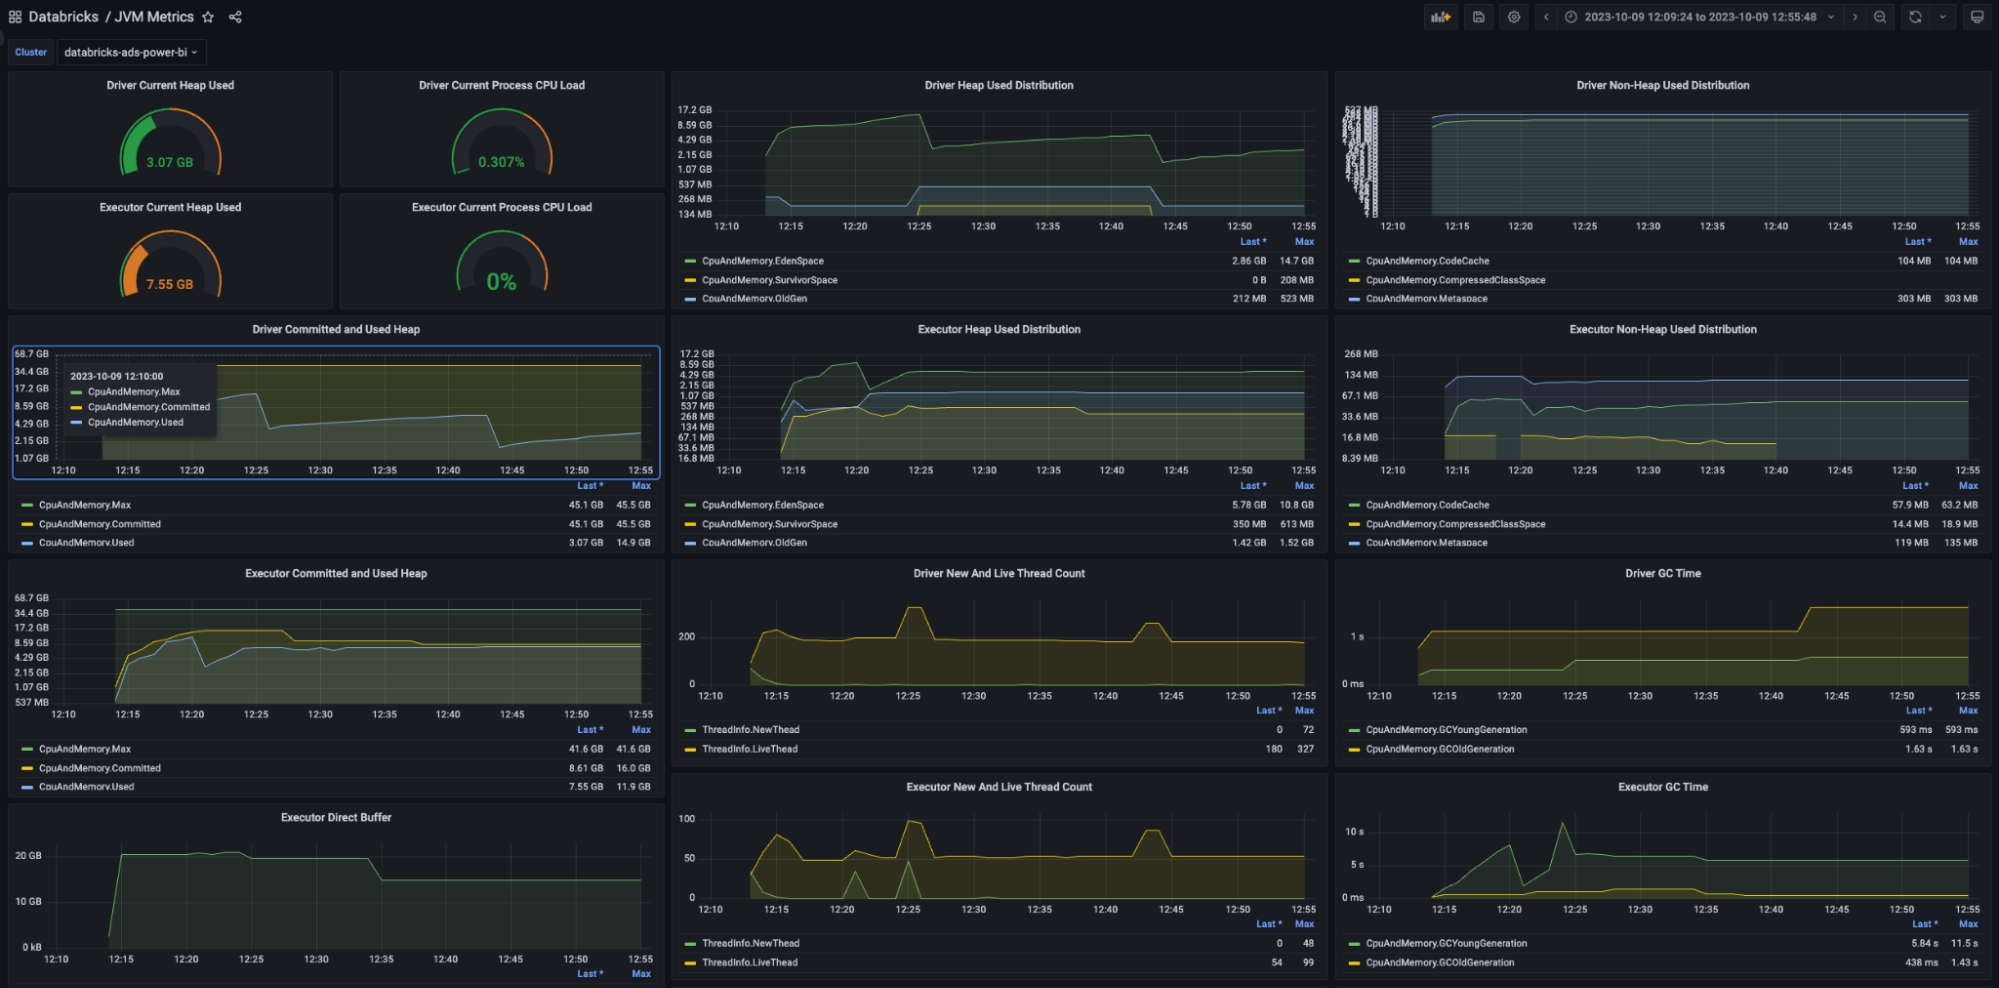 Databricks / JVM Metrics
2023-10-09 12:09:24 to 2023-10-09 12:55:48
Cluster databricks-ads-power-bi
Driver Current Heap Used
3.07 GB
Driver Current Process CPU Load
0.307%
Executor Current Heap Used
7.55 GB
Executor Current Process CPU Load
0%
Driver Heap Used Distribution
17.2 GB
8.59 GB
4.29 GB
2.15 GB
1.07 GB
537 MB
268 MB
134 MB
12:10 12:15 12:20 12:25 12:30 12:35 12:40 12:45 12:50 12:55
Last * Max
CpuAndMemory.EdenSpace 2.86 GB 14.7 GB
CpuAndMemory.SurvivorSpace 0 B 208 MB
CpuAndMemory.OldGen 212 MB 523 MB
Driver Non-Heap Used Distribution
537 MB
12:10 12:15 12:20 12:25 12:30 12:35 12:40 12:45 12:50 12:55
Last * Max
CpuAndMemory.CodeCache 104 MB 104 MB
CpuAndMemory.CompressedClassSpace
CpuAndMemory.Metaspace 303 MB 303 MB
Driver Committed and Used Heap
68.7 GB
34.4 GB
17.2 GB
8.59 GB
4.29 GB
2.15 GB
1.07 GB
2023-10-09 12:10:00
CpuAndMemory.Max
CpuAndMemory.Committed
CpuAndMemory.Used
12:10 12:15 12:20 12:25 12:30 12:35 12:40 12:45 12:50 12:55
Last * Max
CpuAndMemory.Max 45.1 GB 45.5 GB
CpuAndMemory.Committed 45.1 GB 45.5 GB
CpuAndMemory.Used 3.07 GB 14.9 GB
Executor Heap Used Distribution
17.2 GB
8.59 GB
4.29 GB
2.15 GB
1.07 GB
537 MB
268 MB
134 MB
67.1 MB
33.6 MB
16.8 MB
12:10 12:15 12:20 12:25 12:30 12:35 12:40 12:45 12:50 12:55
Last * Max
CpuAndMemory.EdenSpace 5.78 GB 10.8 GB
CpuAndMemory.SurvivorSpace 350 MB 613 MB
CpuAndMemory.OldGen 1.42 GB 1.52 GB
Executor Non-Heap Used Distribution
268 MB
134 MB
67.1 MB
33.6 MB
16.8 MB
8.39 MB
12:10 12:15 12:20 12:25 12:30 12:35 12:40 12:45 12:50 12:55
Last * Max
CpuAndMemory.CodeCache 57.9 MB 63.2 MB
CpuAndMemory.CompressedClassSpace 14.4 MB 18.9 MB
CpuAndMemory.Metaspace 119 MB 135 MB
Executor Committed and Used Heap
68.7 GB
34.4 GB
17.2 GB
8.59 GB
4.29 GB
2.15 GB
1.07 GB
537 MB
12:10 12:15 12:20 12:25 12:30 12:35 12:40 12:45 12:50 12:55
Last * Max
CpuAndMemory.Max 41.6 GB 41.6 GB
CpuAndMemory.Committed 8.61 GB 16.0 GB
CpuAndMemory.Used 7.55 GB 11.9 GB
Driver New And Live Thread Count
200
0
12:10 12:15 12:20 12:25 12:30 12:35 12:40 12:45 12:50 12:55
Last * Max
ThreadInfo.NewThead 0 72
ThreadInfo.LiveThead 180 327
Driver GC Time
1 s
0 ms
12:10 12:15 12:20 12:25 12:30 12:35 12:40 12:45 12:50 12:55
Last * Max
CpuAndMemory.GCYoungGeneration 593 ms 593 ms
CpuAndMemory.GCOldGeneration 1.63 s 1.63 s
Executor Direct Buffer
20 GB
10 GB
0 kB
12:10 12:15 12:20 12:25 12:30 12:35 12:40 12:45 12:50 12:55
Last * Max
Executor New And Live Thread Count
100
50
0
12:10 12:15 12:20 12:25 12:30 12:35 12:40 12:45 12:50 12:55
Last * Max
ThreadInfo.NewThead 0 48
ThreadInfo.LiveThead 54 99
Executor GC Time
10 s
5 s
0 ms
12:10 12:15 12:20 12:25 12:30 12:35 12:40 12:45 12:50 12:55
Last * Max
CpuAndMemory.GCYoungGeneration 5.84 s 11.5 s
CpuAndMemory.GCOldGeneration 438 ms 1.43 s